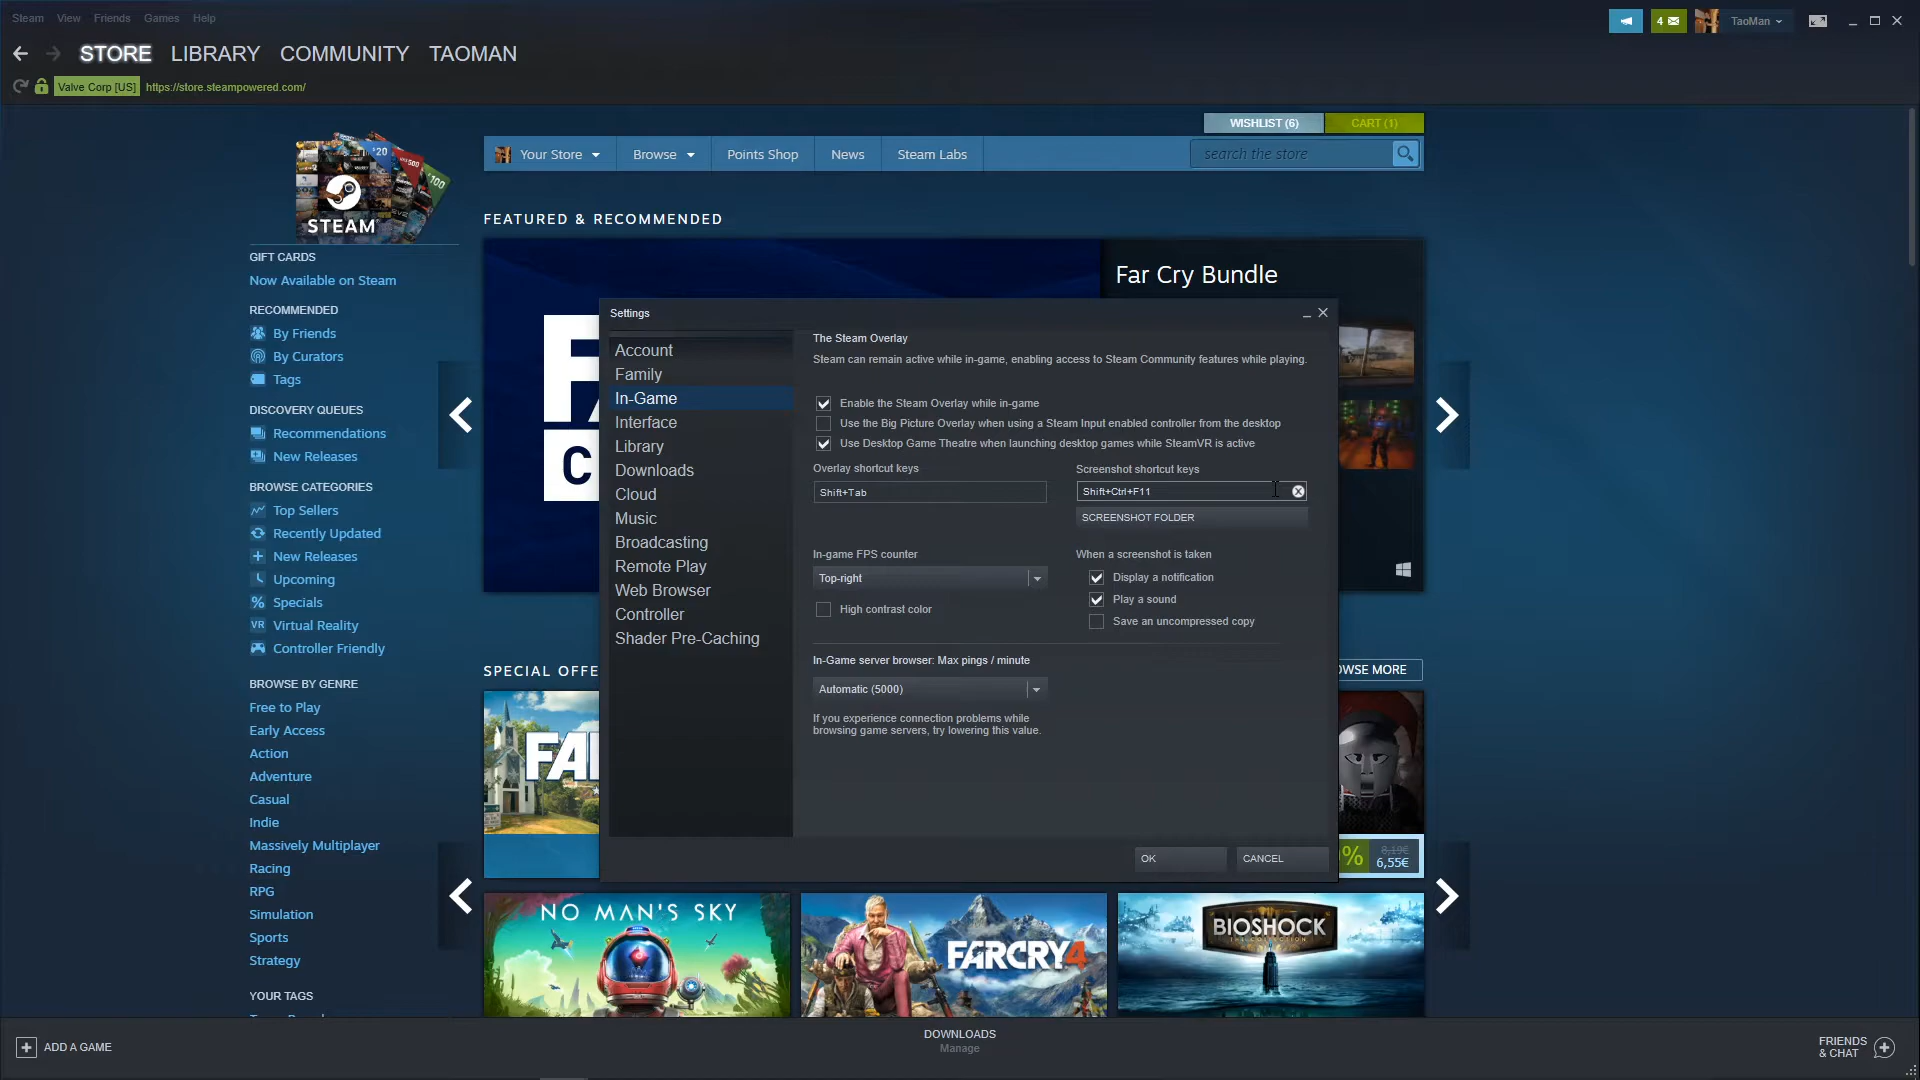 Steam View Friends Games Help
4
TaoMan
STORE LIBRARY COMMUNITY TAOMAN
Valve Corp [US] https://store.steampowered.com/
WISHLIST (6) CART (1)
Your Store Browse Points Shop News Steam Labs
search the store
$20
$100
STEAM
GIFT CARDS
Now Available on Steam
RECOMMENDED
By Friends
By Curators
Tags
DISCOVERY QUEUES
Recommendations
New Releases
BROWSE CATEGORIES
Top Sellers
Recently Updated
New Releases
Upcoming
% Specials
VR Virtual Reality
Controller Friendly
BROWSE BY GENRE
Free to Play
Early Access
Action
Adventure
Casual
Indie
Massively Multiplayer
Racing
RPG
Simulation
Sports
Strategy
YOUR TAGS
FEATURED & RECOMMENDED
Far Cry Bundle
Settings
Account
Family
In-Game
Interface
Library
Downloads
Cloud
Music
Broadcasting
Remote Play
Web Browser
Controller
Shader Pre-Caching
The Steam Overlay
Steam can remain active while in-game, enabling access to Steam Community features while playing.
Enable the Steam Overlay while in-game
Use the Big Picture Overlay when using a Steam Input enabled controller from the desktop
Use Desktop Game Theatre when launching desktop games while SteamVR is active
Overlay shortcut keys
Shift+Tab
Screenshot shortcut keys
Shift+Ctrl+F11
SCREENSHOT FOLDER
In-game FPS counter
Top-right
High contrast color
When a screenshot is taken
Display a notification
Play a sound
Save an uncompressed copy
In-Game server browser: Max pings / minute
Automatic (5000)
If you experience connection problems while
browsing game servers, try lowering this value.
OK CANCEL
SPECIAL OFFE
OWSE MORE
FA
%
8,19€
6,55€
NO MAN'S SKY
FARCRY4
BIOSHOCK
THE COLLECTION
ADD A GAME
DOWNLOADS
Manage
FRIENDS
& CHAT